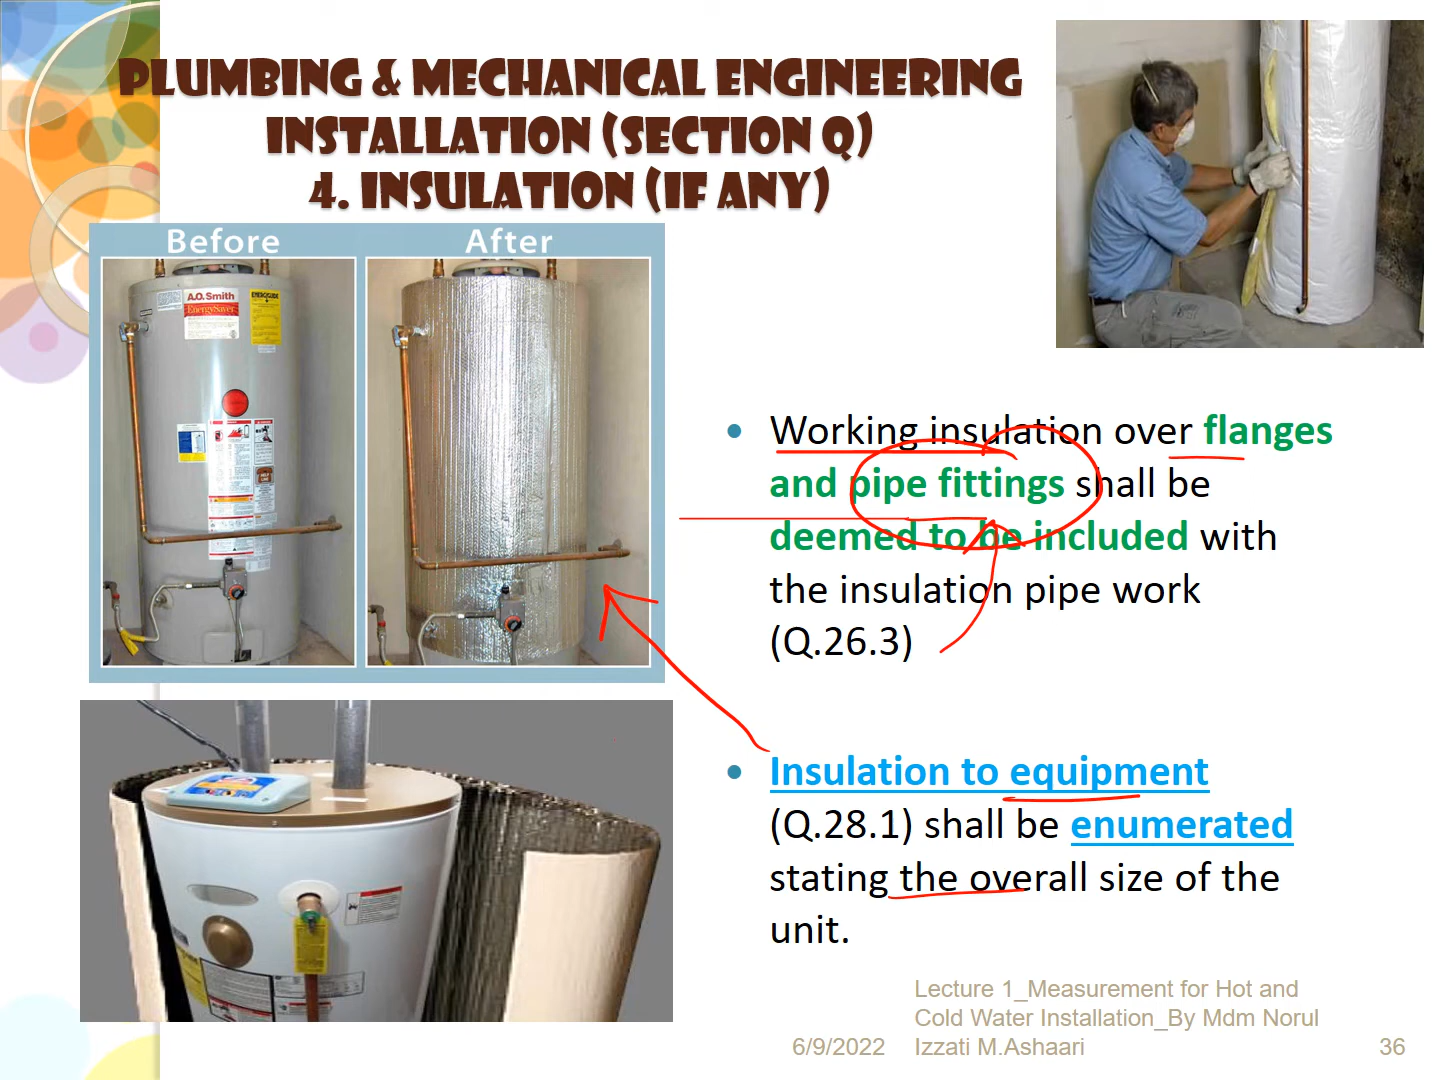 PLUMBING & MECHANICAL ENGINEERING
INSTALLATION (SECTION Q)
4. INSULATION (IF ANY)
Before
After
A.O.Smith
EnergySaver
ENERGYGUIDE
• Working insulation over flanges
and pipe fittings shall be
deemed to be included with
the insulation pipe work
(Q.26.3)
• Insulation to equipment
(Q.28.1) shall be enumerated
stating the overall size of the
unit.
Lecture 1_Measurement for Hot and
Cold Water Installation_By Mdm Norul
6/9/2022 Izzati M.Ashaari 36